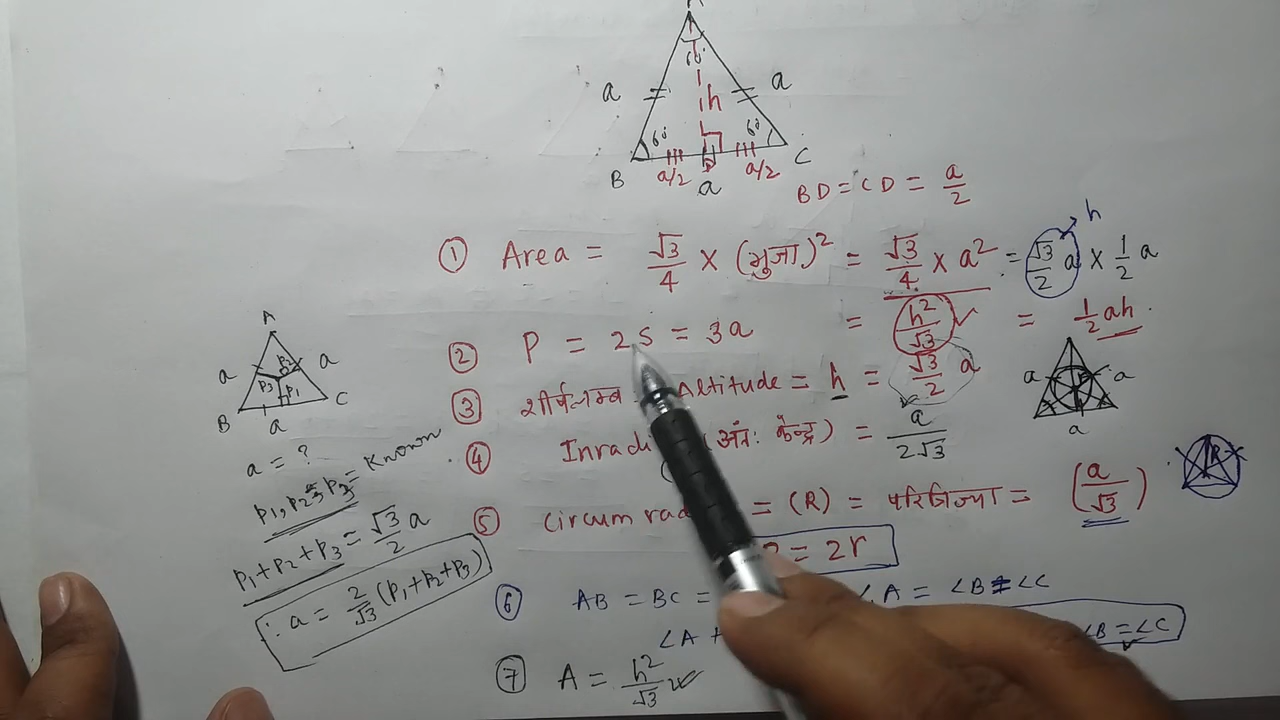 60°
a a
h
60° 60°
B a/2 D a/2 C
a
BD = CD = a/2
① Area = √3/4 × (भुजा)² = √3/4 × a² = √3/2 a × 1/2 a
h
= h²/√3 ✓ = 1/2 ah.
② P = 2s = 3a
③ शीर्षलम्ब Altitude = h = √3/2 a
④ (अंतः केन्द्र) = a/2√3
⑤ = (R) = परित्रिज्या = (a/√3)
= 2r
⑥ AB = BC = ∠A = ∠B = ∠C
∠A + ∠B = ∠C
⑦ A = h²/√3
A
a a
P₂
P₃ P₁
B C
a
a = ?
P₁, P₂, P₃ = Known
P₁+P₂+P₃ = √3/2 a
∴ a = 2/√3 (P₁+P₂+P₃)
a a
a
R